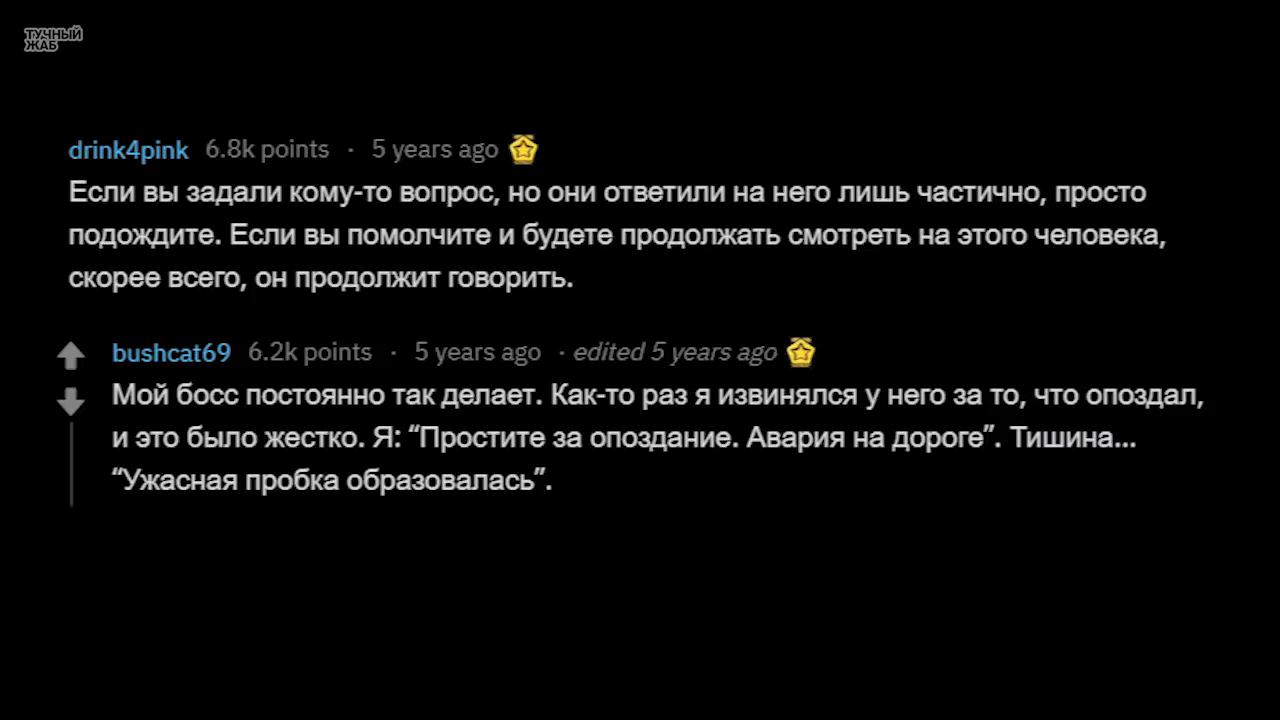 ТУЧНЫЙ
ЖАБ
drink4pink 6.8k points · 5 years ago
Если вы задали кому-то вопрос, но они ответили на него лишь частично, просто
подождите. Если вы помолчите и будете продолжать смотреть на этого человека,
скорее всего, он продолжит говорить.
bushcat69 6.2k points · 5 years ago · edited 5 years ago
Мой босс постоянно так делает. Как-то раз я извинялся у него за то, что опоздал,
и это было жестко. Я: “Простите за опоздание. Авария на дороге”. Тишина...
“Ужасная пробка образовалась”.